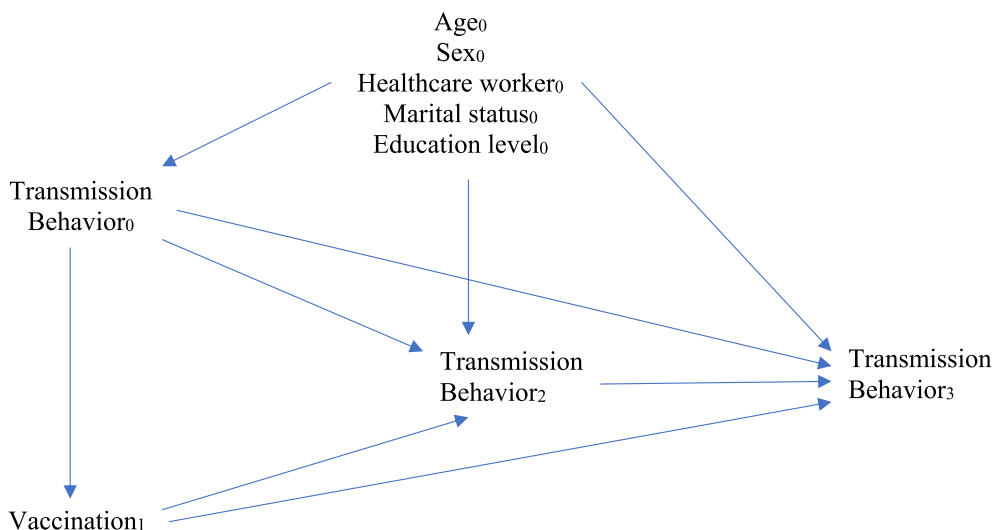 Age₀
Sex₀
Healthcare worker₀
Marital status₀
Education level₀
Transmission
Behavior₀
Transmission
Behavior₂
Transmission
Behavior₃
Vaccination₁